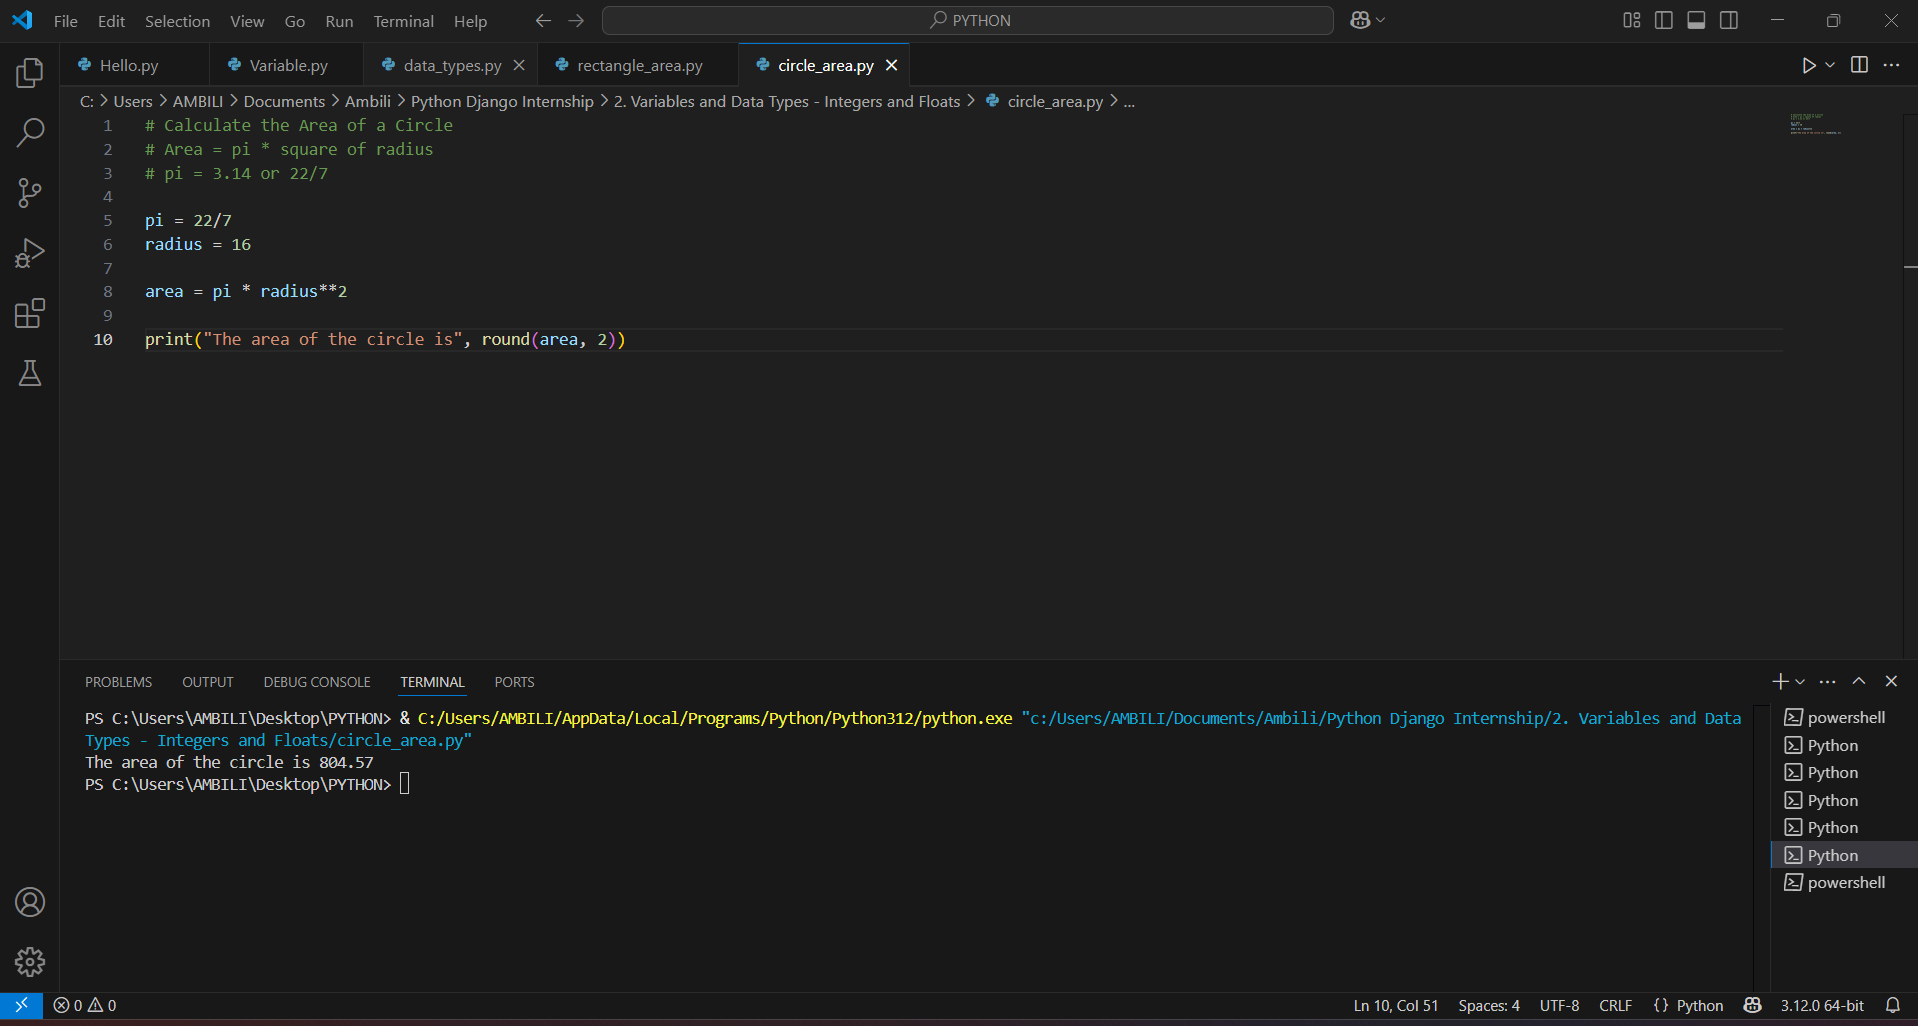 File Edit Selection View Go Run Terminal Help PYTHON
Hello.py Variable.py data_types.py rectangle_area.py circle_area.py
C: > Users > AMBILI > Documents > Ambili > Python Django Internship > 2. Variables and Data Types - Integers and Floats > circle_area.py > ...
1 # Calculate the Area of a Circle
2 # Area = pi * square of radius
3 # pi = 3.14 or 22/7
4
5 pi = 22/7
6 radius = 16
7
8 area = pi * radius**2
9
10 print("The area of the circle is", round(area, 2))
PROBLEMS OUTPUT DEBUG CONSOLE TERMINAL PORTS
PS C:\Users\AMBILI\Desktop\PYTHON> & C:/Users/AMBILI/AppData/Local/Programs/Python/Python312/python.exe "c:/Users/AMBILI/Documents/Ambili/Python Django Internship/2. Variables and Data
Types - Integers and Floats/circle_area.py"
The area of the circle is 804.57
PS C:\Users\AMBILI\Desktop\PYTHON>
powershell
Python
Python
Python
Python
Python
powershell
0 0 Ln 10, Col 51 Spaces: 4 UTF-8 CRLF {} Python 3.12.0 64-bit